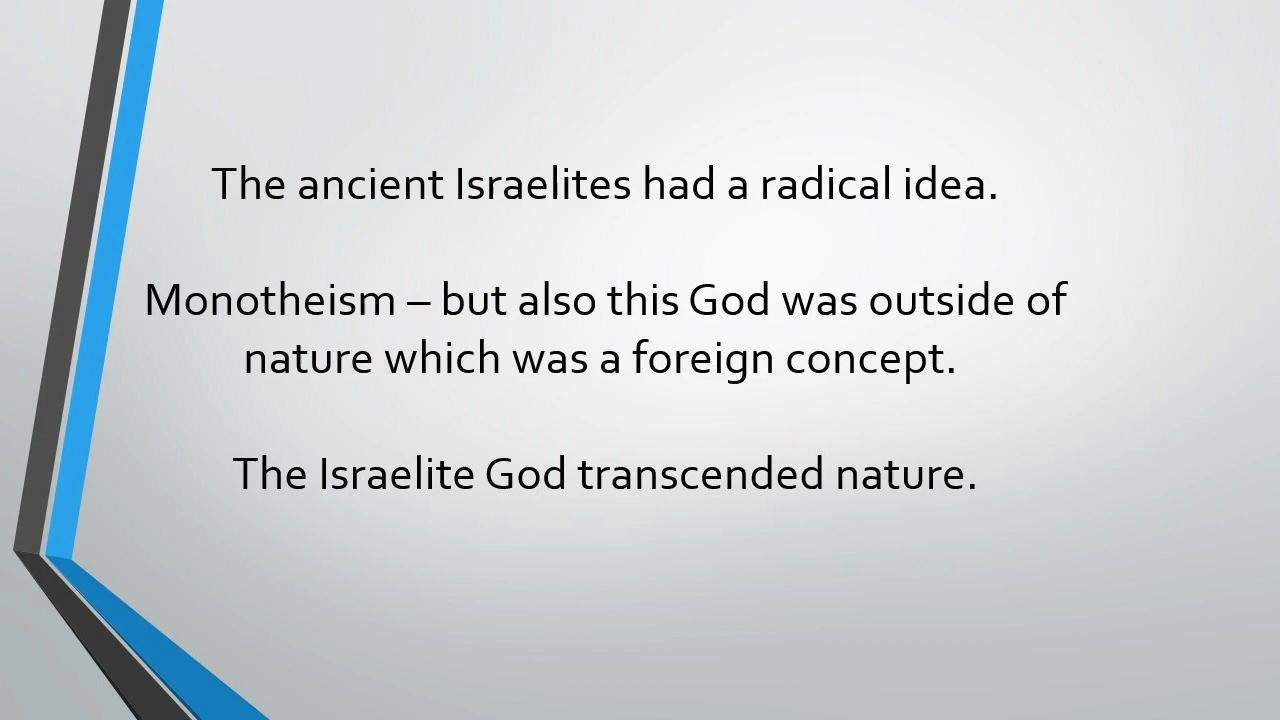 The ancient Israelites had a radical idea.
Monotheism – but also this God was outside of
nature which was a foreign concept.
The Israelite God transcended nature.